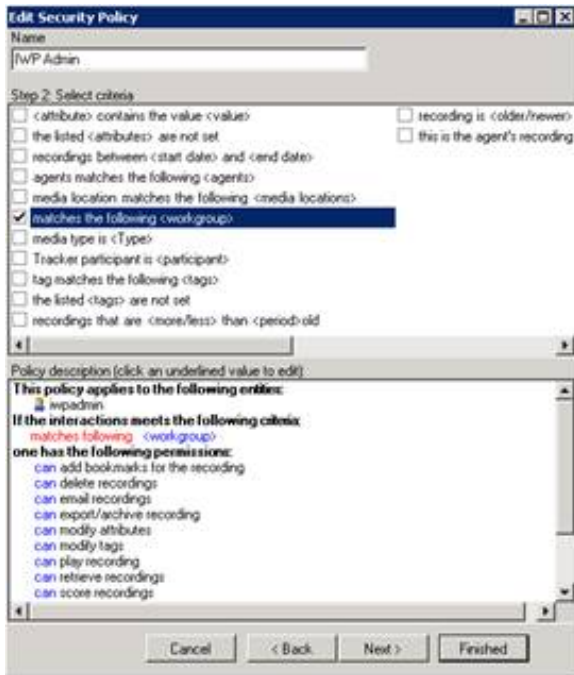 Edit Security Policy
Name
IWP Admin
Step 2: Select criteria
<attribute> contains the value <value>
the listed <attributes> are not set
recordings between <start date> and <end date>
agents matches the following <agents>
media location matches the following <media locations>
matches the following <workgroup>
media type is <Type>
Tracker participant is <participant>
tag matches the following <tags>
the listed <tags> are not set
recordings that are <more/less> than <period>old
recording is <older/newer>
this is the agent's recording
Policy description (click an underlined value to edit)
This policy applies to the following entities:
iwpadmin
If the interactions meets the following criteria:
matches following <workgroup>
one has the following permissions:
can add bookmarks for the recording
can delete recordings
can email recordings
can export/archive recording
can modify attributes
can modify tags
can play recording
can retrieve recordings
can score recordings
Cancel
< Back
Next >
Finished